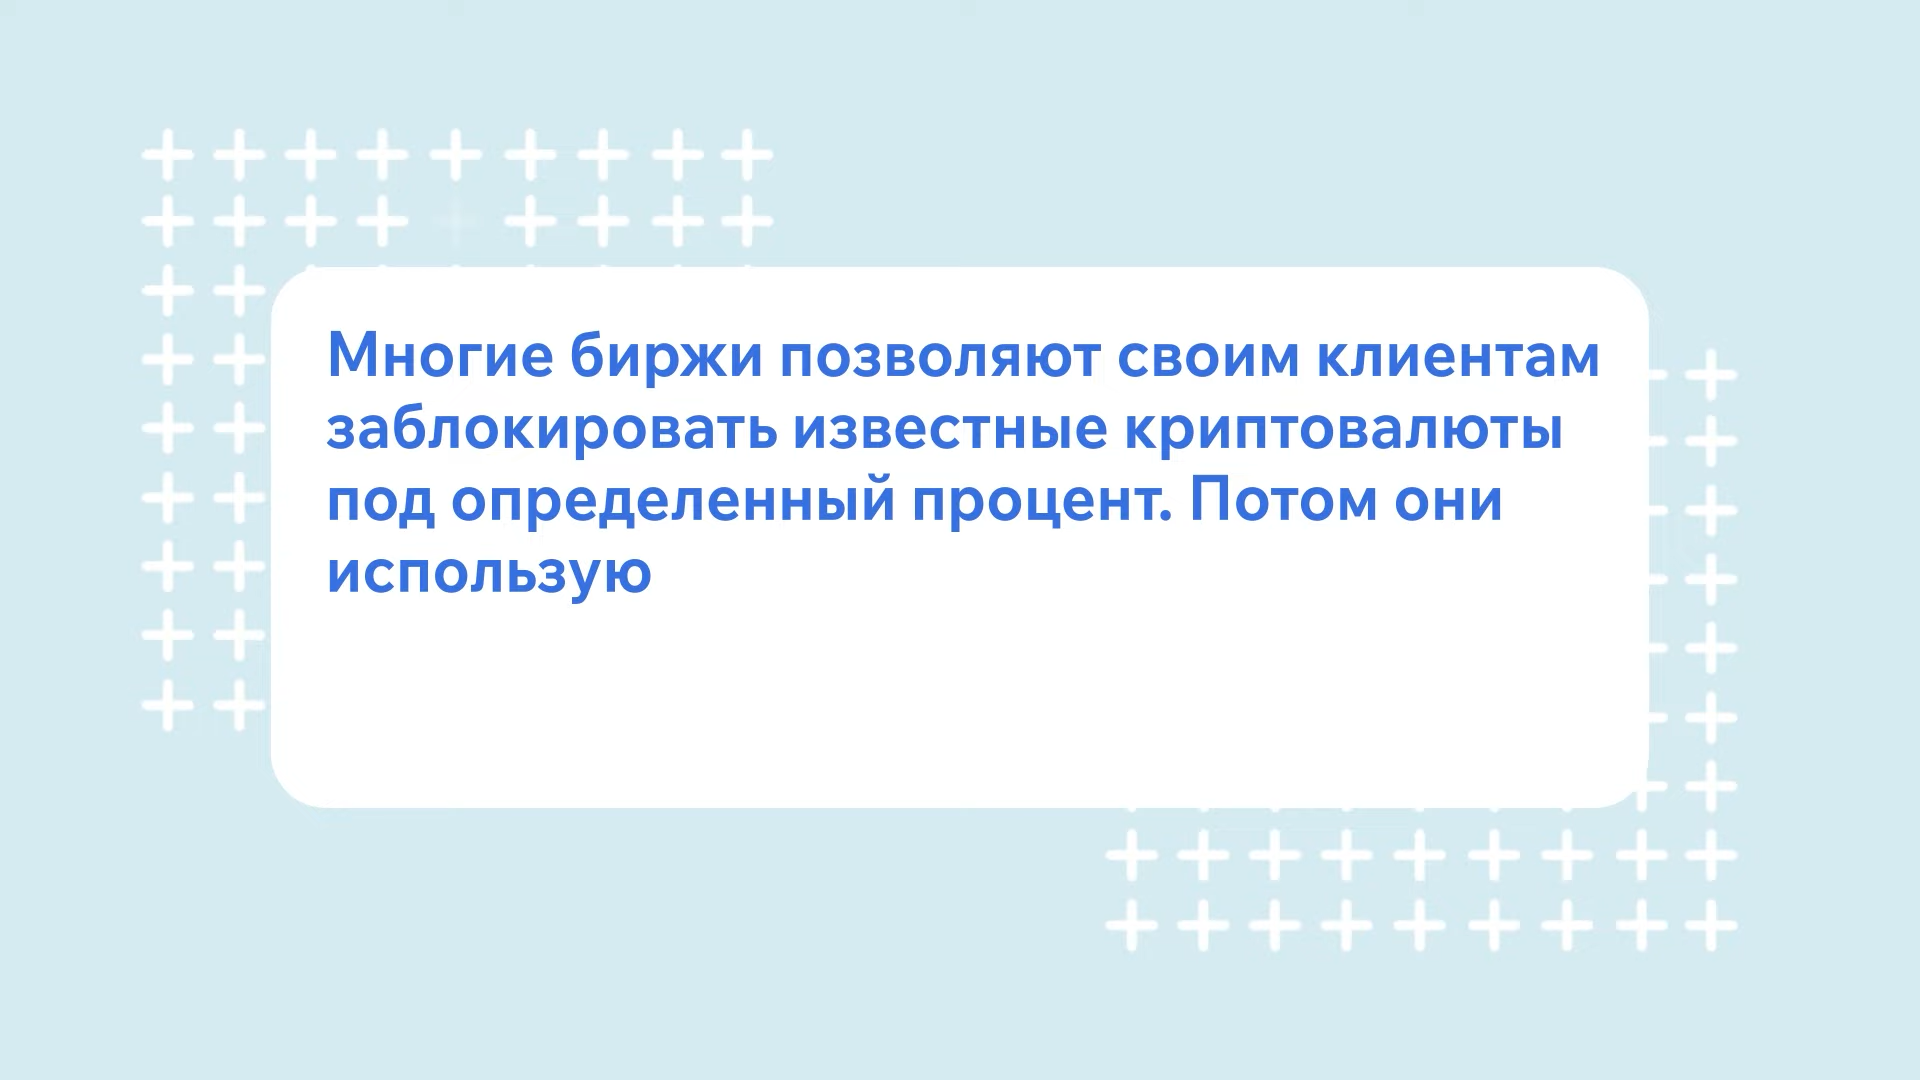 Многие биржи позволяют своим клиентам
заблокировать известные криптовалюты
под определенный процент. Потом они
использую